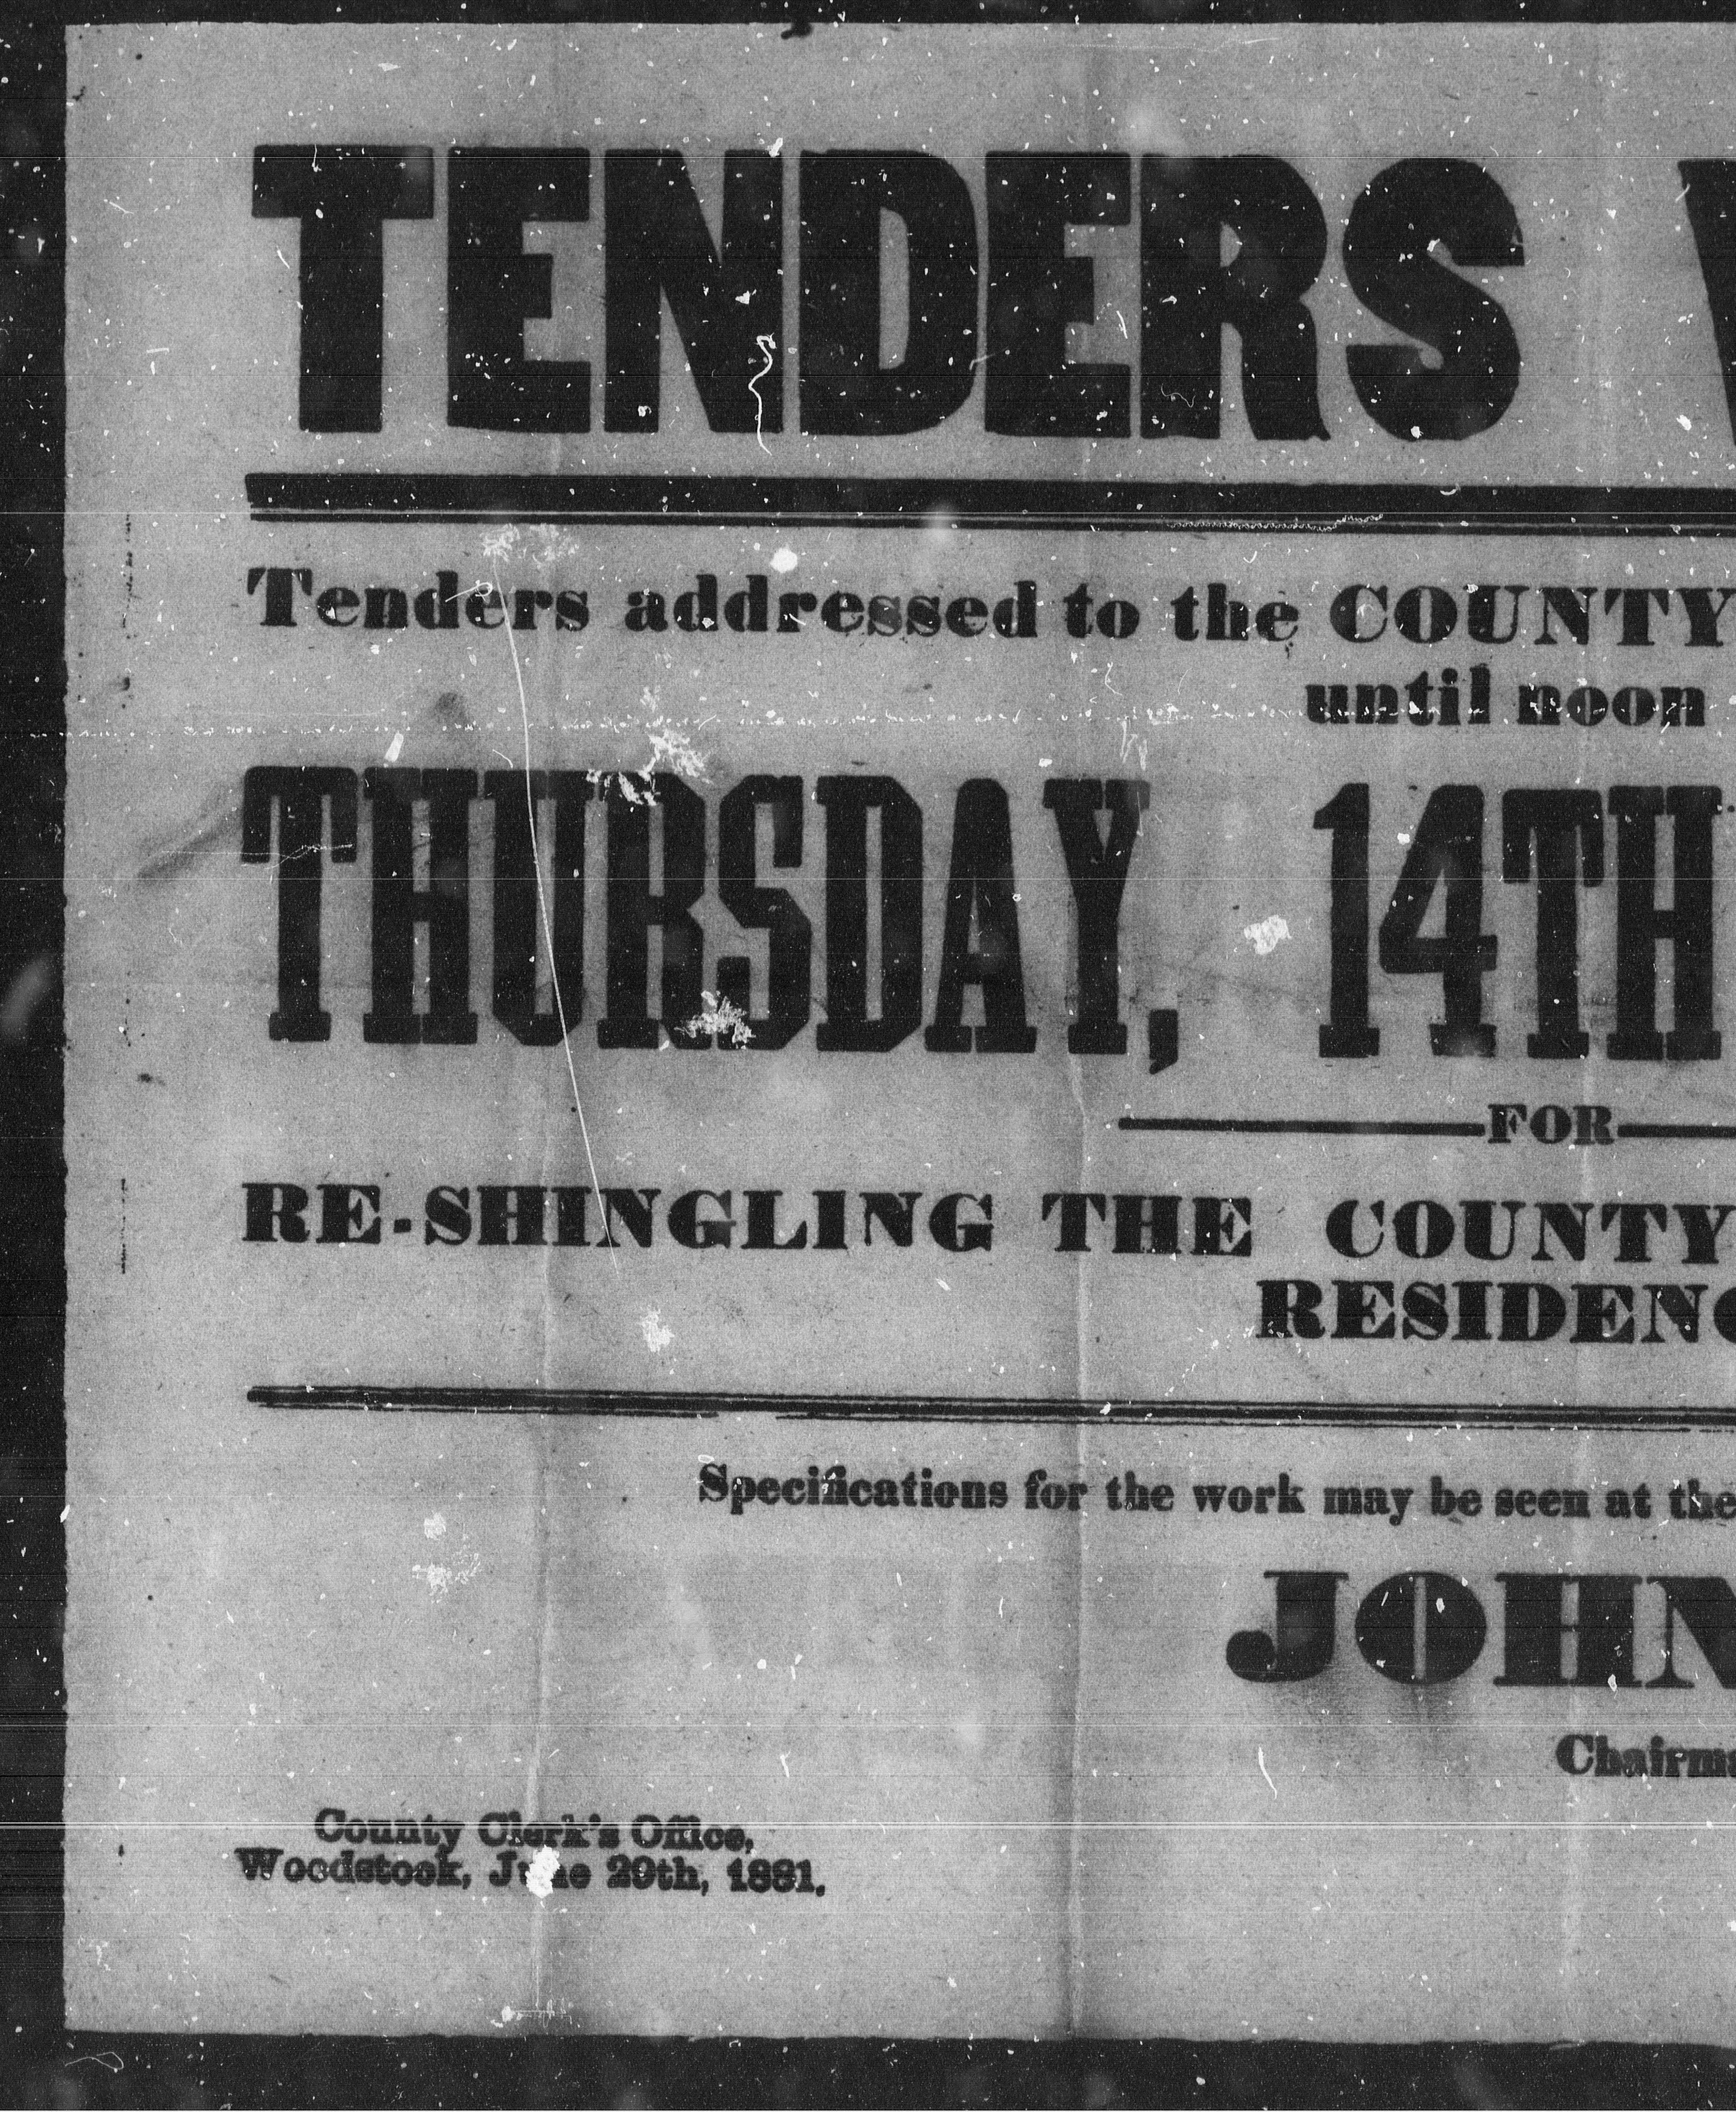 TENDERS
Tenders addressed to the COUNTY
until noon
THURSDAY, 14TH
FOR
RE-SHINGLING THE COUNTY
RESIDENC
Specifications for the work may be seen at the
JOHN
Chairm
County Clerk's Office,
Woodstock, June 29th, 1881.